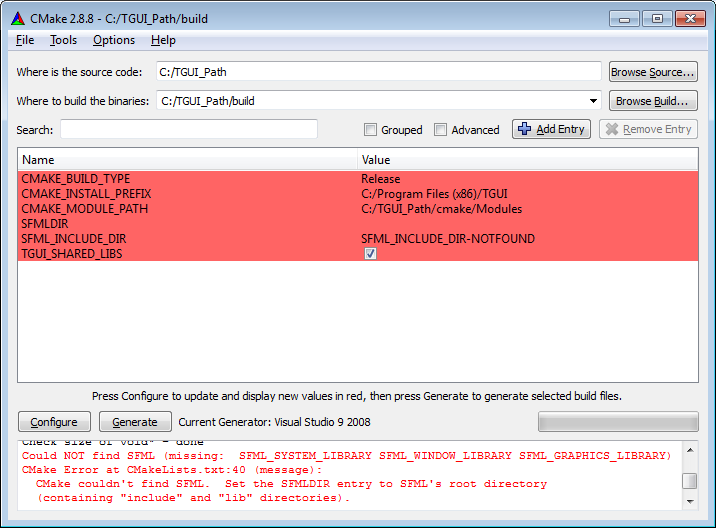 CMake 2.8.8 - C:/TGUI_Path/build
File Tools Options Help
Where is the source code: C:/TGUI_Path Browse Source...
Where to build the binaries: C:/TGUI_Path/build Browse Build...
Search: Grouped Advanced Add Entry Remove Entry
Name Value
CMAKE_BUILD_TYPE Release
CMAKE_INSTALL_PREFIX C:/Program Files (x86)/TGUI
CMAKE_MODULE_PATH C:/TGUI_Path/cmake/Modules
SFMLDIR
SFML_INCLUDE_DIR SFML_INCLUDE_DIR-NOTFOUND
TGUI_SHARED_LIBS
Press Configure to update and display new values in red, then press Generate to generate selected build files.
Configure Generate Current Generator: Visual Studio 9 2008
Check size of void* - done
Could NOT find SFML (missing: SFML_SYSTEM_LIBRARY SFML_WINDOW_LIBRARY SFML_GRAPHICS_LIBRARY)
CMake Error at CMakeLists.txt:40 (message):
CMake couldn't find SFML. Set the SFMLDIR entry to SFML's root directory
(containing "include" and "lib" directories).